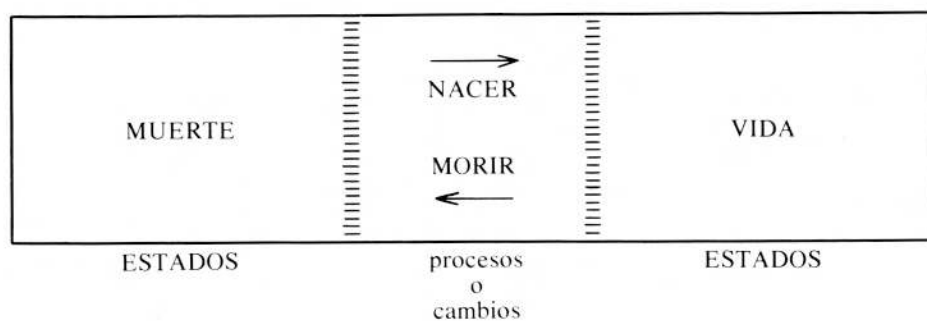 NACER
MUERTE
VIDA
MORIR
ESTADOS
procesos
o
cambios
ESTADOS